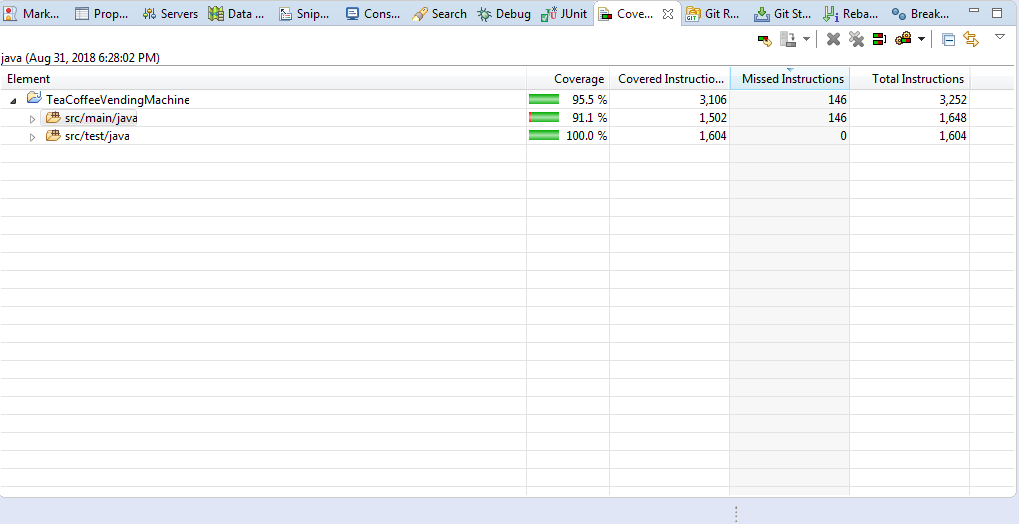 Mark... Prop... Servers Data ... Snip... Cons... Search Debug JUnit Cove... Git R... Git St... Reba... Break...
java (Aug 31, 2018 6:28:02 PM)
Element Coverage Covered Instructio... Missed Instructions Total Instructions
TeaCoffeeVendingMachine 95.5 % 3,106 146 3,252
src/main/java 91.1 % 1,502 146 1,648
src/test/java 100.0 % 1,604 0 1,604